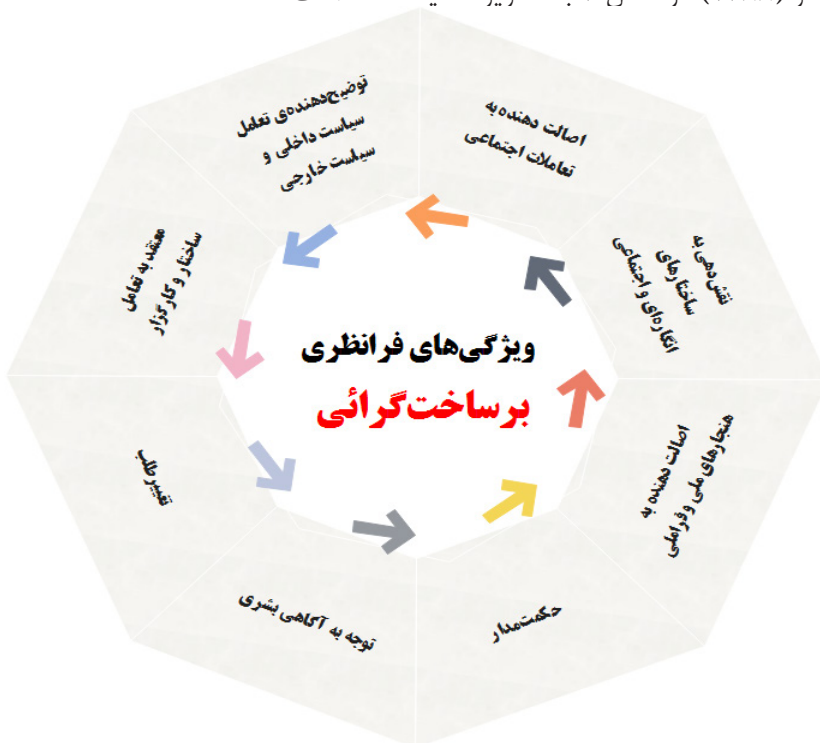 ویژگی‌های فرانظری
برساخت‌گرائی
اصالت دهنده به
تعاملات اجتماعی
توضیح‌دهنده‌ی تعامل
سیاست داخلی و
سیاست خارجی
معتقد به تعامل
ساختار و کارگزار
تغییرطلب
توجه به آگاهی بشری
حکمت‌مدار
اصالت دهنده به
هنجارهای ملی و فراملی
نقش‌دهی به
ساختارهای
انگاره‌ای و اجتماعی